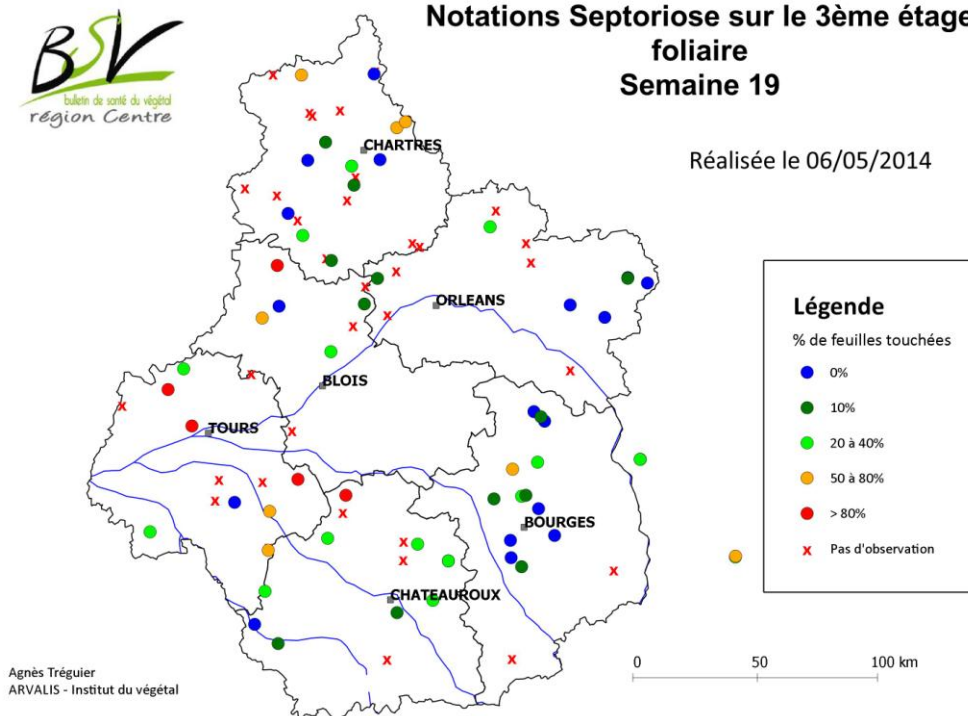 BSV
bulletin de santé du végétal
région Centre
Notations Septoriose sur le 3ème étage
foliaire
Semaine 19
Réalisée le 06/05/2014
CHARTRES
ORLEANS
BLOIS
TOURS
BOURGES
CHATEAUROUX
Légende
% de feuilles touchées
0%
10%
20 à 40%
50 à 80%
> 80%
x Pas d'observation
0 50 100 km
Agnès Tréguier
ARVALIS - Institut du végétal